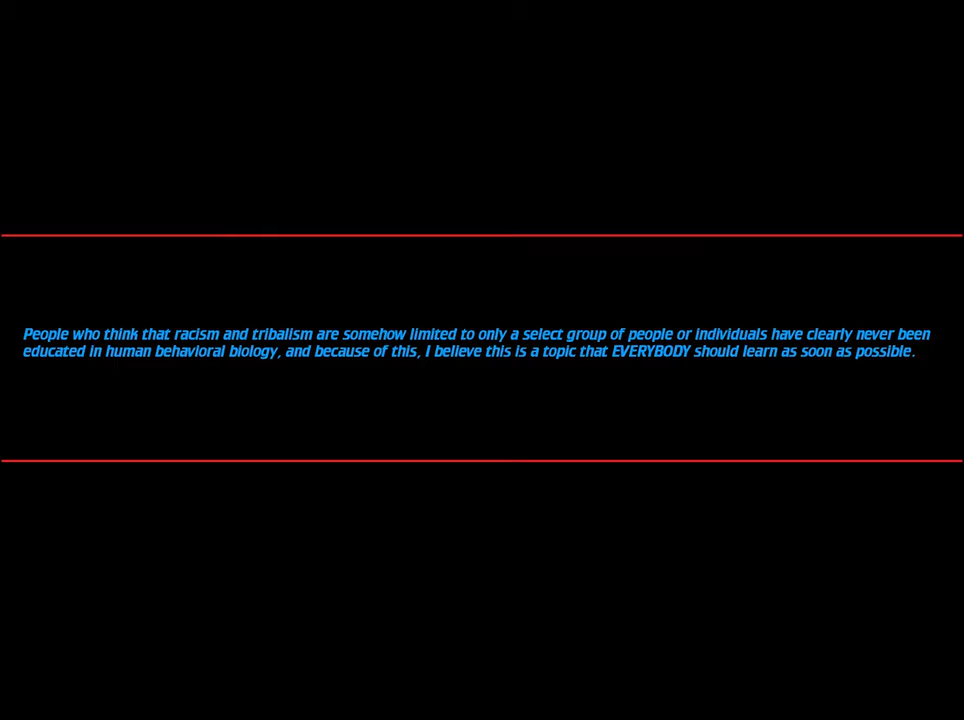 People who think that racism and tribalism are somehow limited to only a select group of people or individuals have clearly never been
educated in human behavioral biology, and because of this, I believe this is a topic that EVERYBODY should learn as soon as possible.